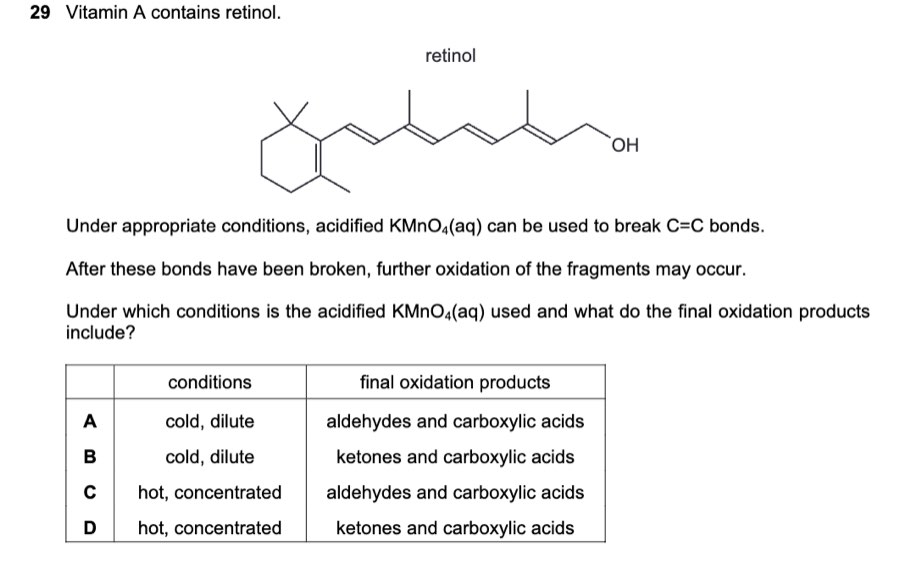 29 Vitamin A contains retinol.
retinol
OH
Under appropriate conditions, acidified KMnO₄(aq) can be used to break C=C bonds.
After these bonds have been broken, further oxidation of the fragments may occur.
Under which conditions is the acidified KMnO₄(aq) used and what do the final oxidation products
include?
conditions final oxidation products
A cold, dilute aldehydes and carboxylic acids
B cold, dilute ketones and carboxylic acids
C hot, concentrated aldehydes and carboxylic acids
D hot, concentrated ketones and carboxylic acids